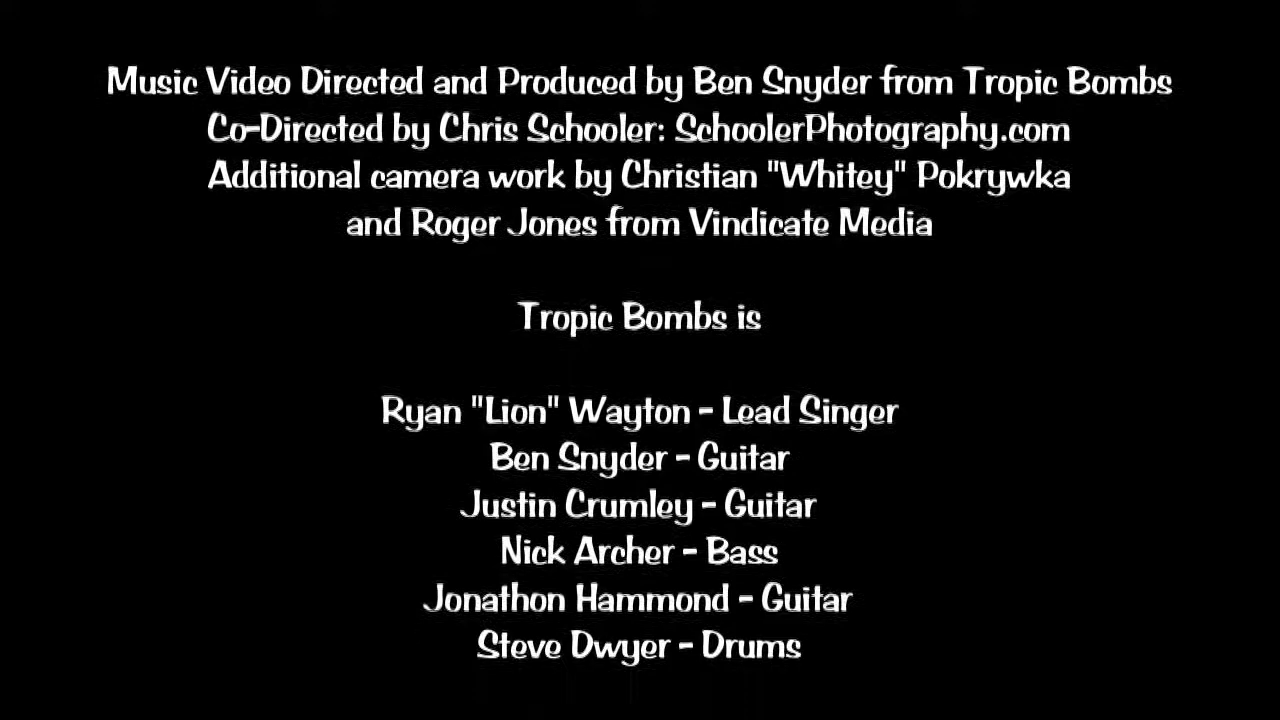 Music Video Directed and Produced by Ben Snyder from Tropic Bombs
Co-Directed by Chris Schooler: SchoolerPhotography.com
Additional camera work by Christian "Whitey" Pokrywka
and Roger Jones from Vindicate Media
Tropic Bombs is
Ryan "Lion" Wayton - Lead Singer
Ben Snyder - Guitar
Justin Crumley - Guitar
Nick Archer - Bass
Jonathon Hammond - Guitar
Steve Dwyer - Drums